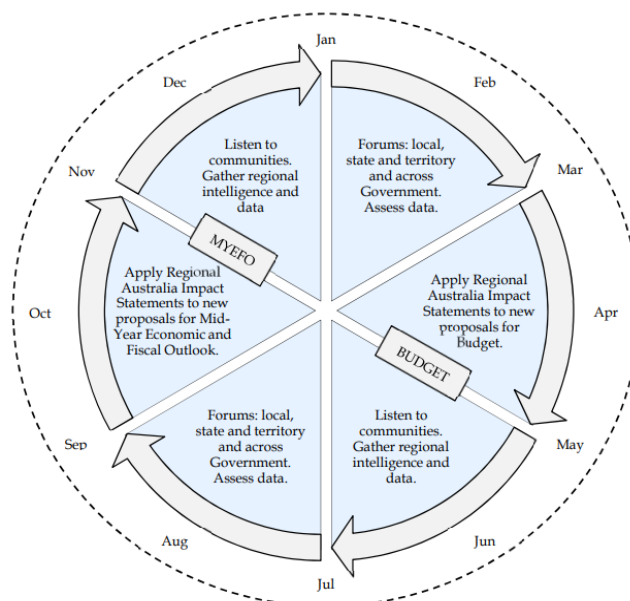 Jan
Feb
Mar
Apr
May
Jun
Jul
Aug
Sep
Oct
Nov
Dec
Listen to
communities.
Gather regional
intelligence and
data
Forums: local,
state and territory
and across
Government.
Assess data.
MYEFO
Apply Regional
Australia Impact
Statements to new
proposals for Mid-
Year Economic and
Fiscal Outlook.
Apply Regional
Australia Impact
Statements to new
proposals for
Budget.
BUDGET
Forums: local,
state and territory
and across
Government.
Assess data.
Listen to
communities.
Gather regional
intelligence and
data.